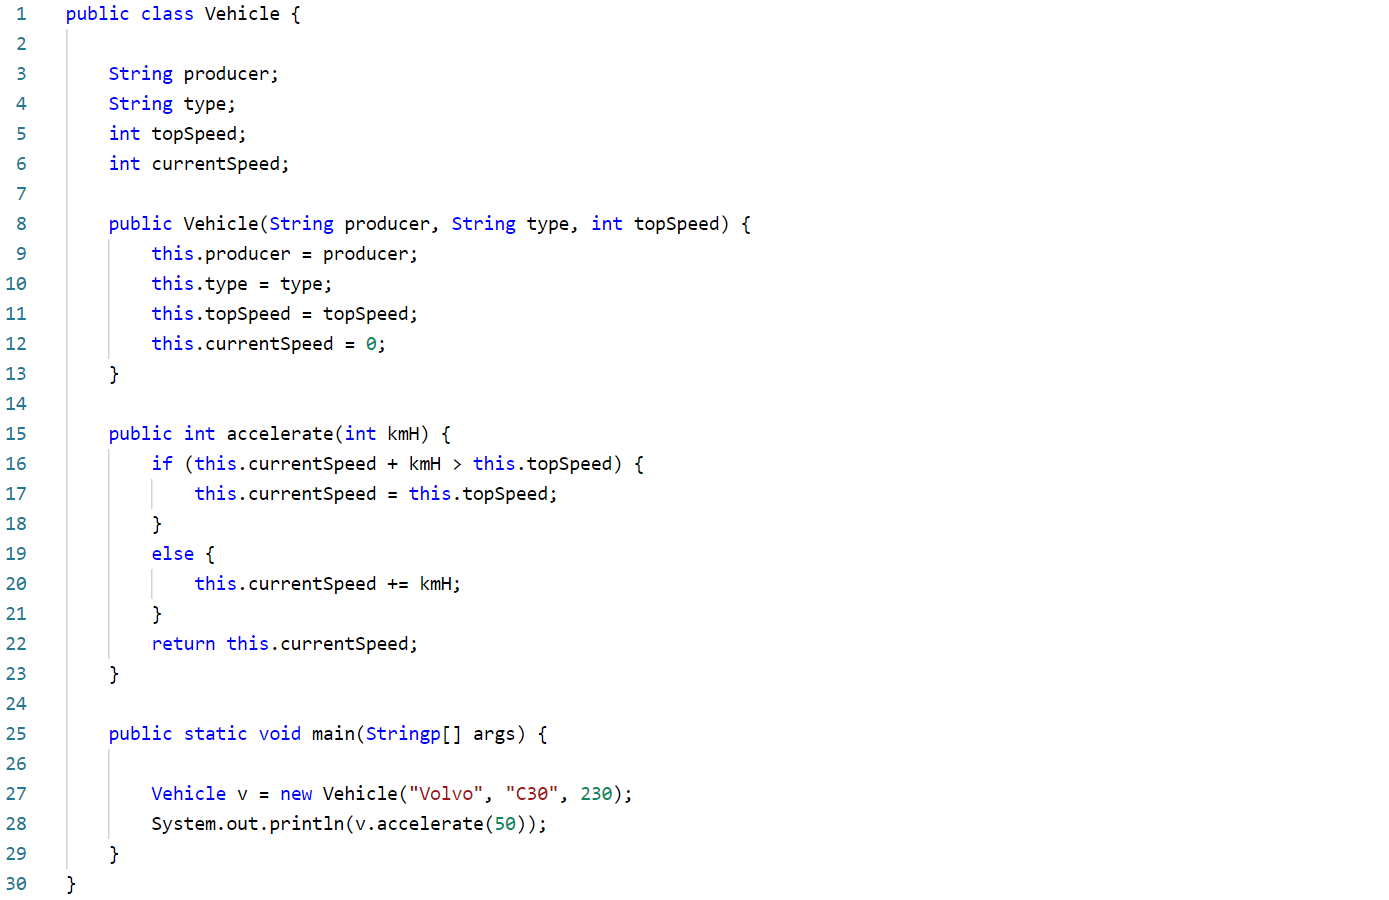 1 public class Vehicle {
2
3 String producer;
4 String type;
5 int topSpeed;
6 int currentSpeed;
7
8 public Vehicle(String producer, String type, int topSpeed) {
9 this.producer = producer;
10 this.type = type;
11 this.topSpeed = topSpeed;
12 this.currentSpeed = 0;
13 }
14
15 public int accelerate(int kmH) {
16 if (this.currentSpeed + kmH > this.topSpeed) {
17 this.currentSpeed = this.topSpeed;
18 }
19 else {
20 this.currentSpeed += kmH;
21 }
22 return this.currentSpeed;
23 }
24
25 public static void main(Stringp[] args) {
26
27 Vehicle v = new Vehicle("Volvo", "C30", 230);
28 System.out.println(v.accelerate(50));
29 }
30 }